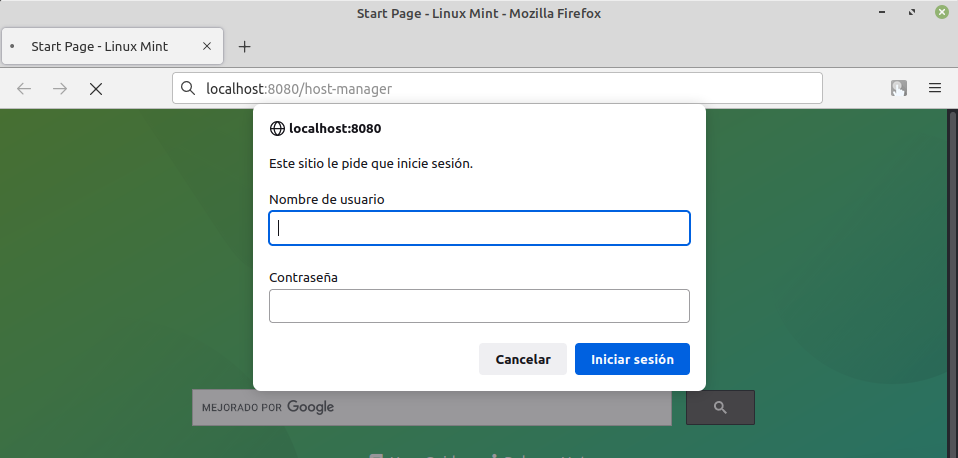 Start Page - Linux Mint - Mozilla Firefox
Start Page - Linux Mint
localhost:8080/host-manager
localhost:8080
Este sitio le pide que inicie sesión.
Nombre de usuario
Contraseña
Cancelar
Iniciar sesión
MEJORADO POR Google